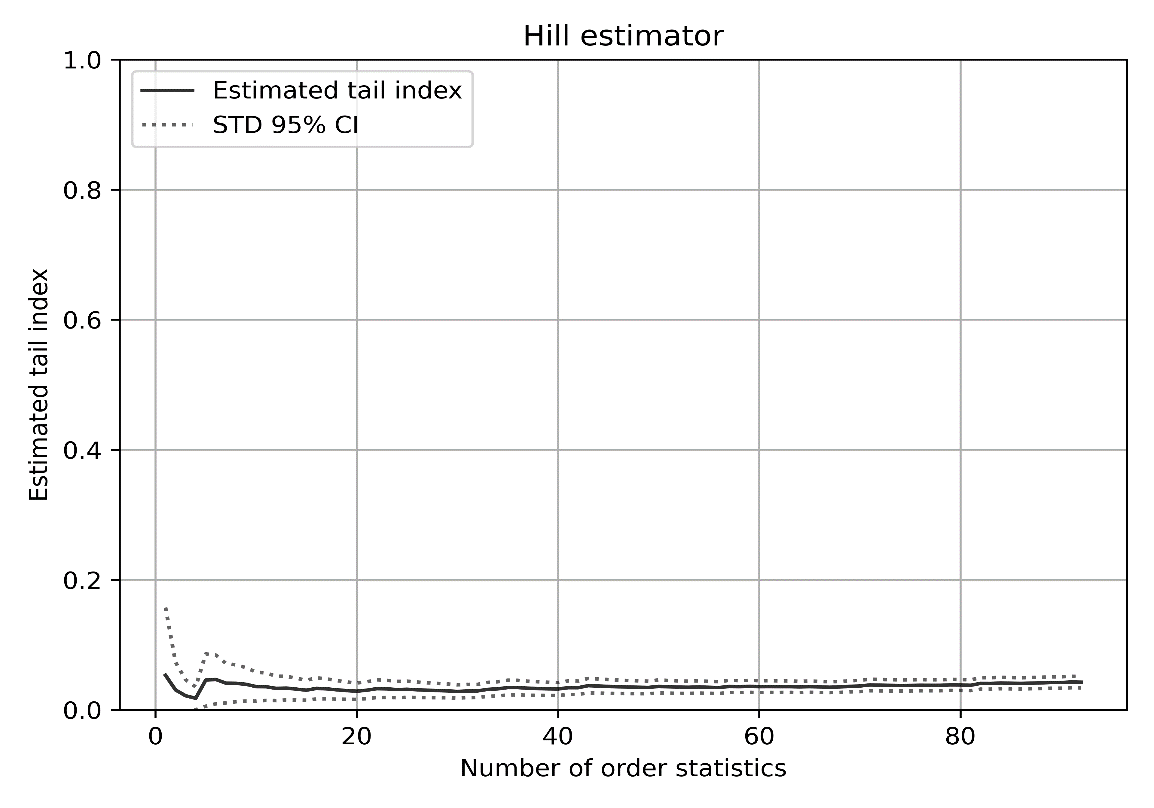 Hill estimator
Estimated tail index
STD 95% CI
1.0
0.8
0.6
0.4
0.2
0.0
Estimated tail index
0
20
40
60
80
Number of order statistics